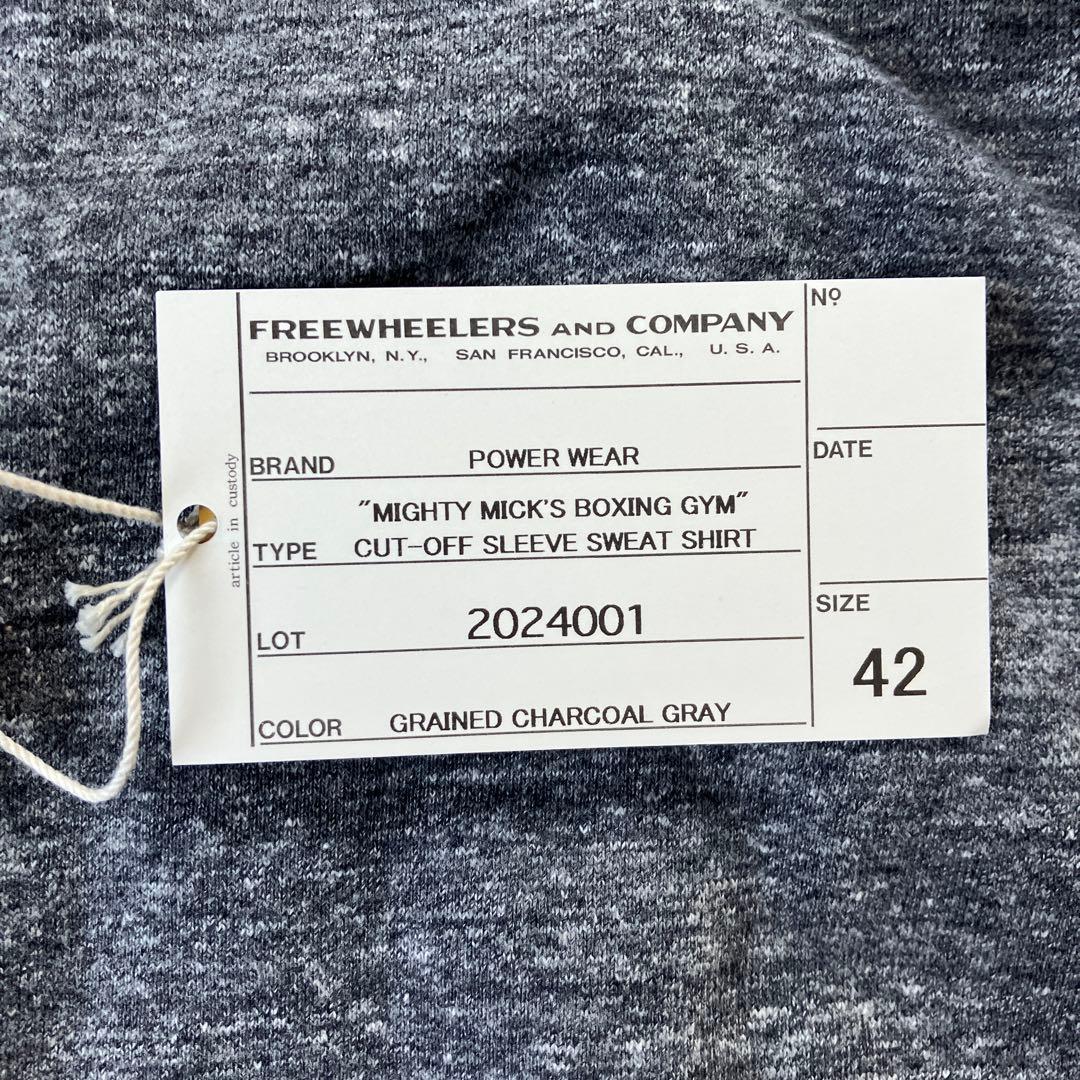 FREEWHEELERS AND COMPANY
BROOKLYN, N.Y., SAN FRANCISCO, CAL., U. S. A.
BRAND POWER WEAR
"MIGHTY MICK'S BOXING GYM"
TYPE CUT-OFF SLEEVE SWEAT SHIRT
LOT 2024001
COLOR GRAINED CHARCOAL GRAY
Nº
DATE
SIZE
42
article in custody